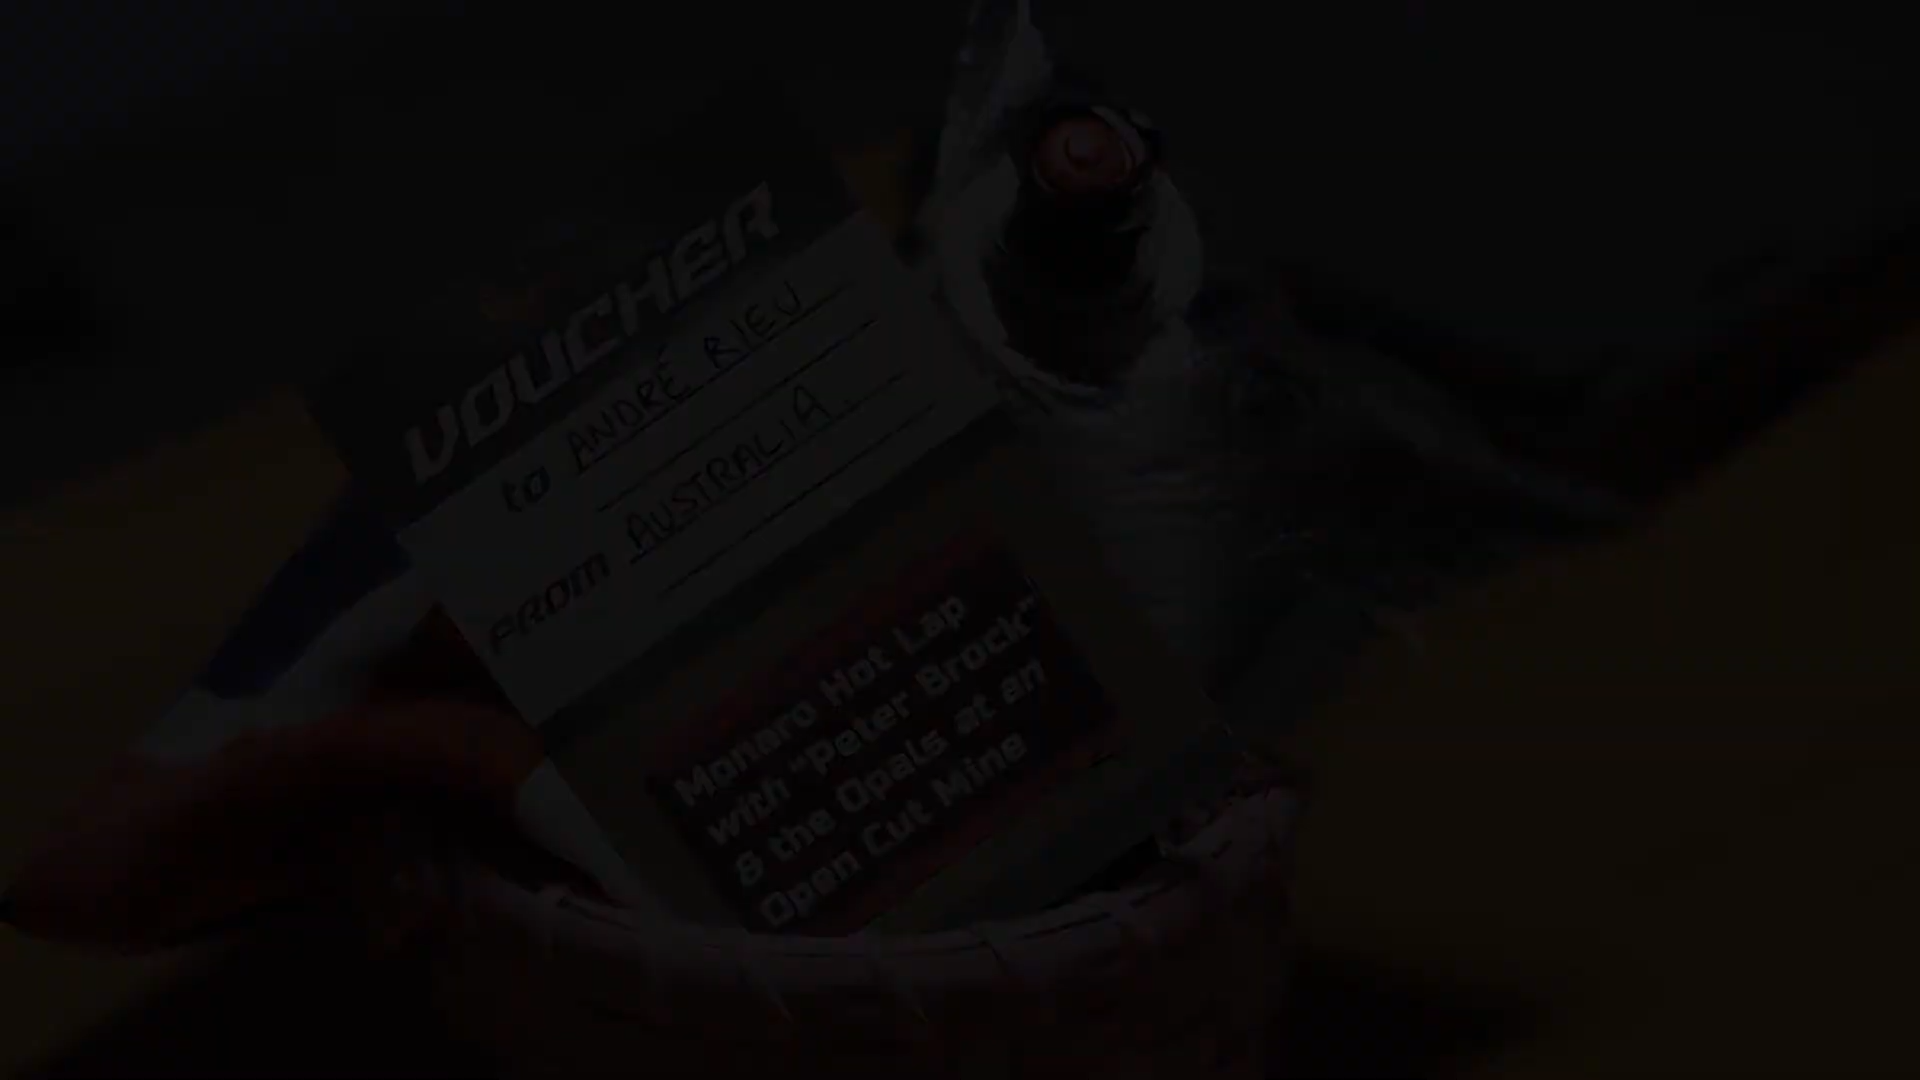 VOUCHER
to ANDRÉ RIEU
FROM AUSTRALIA
Monaro Hot Lap
with "Peter Brock"
& the Opals at an
Open Cut Mine